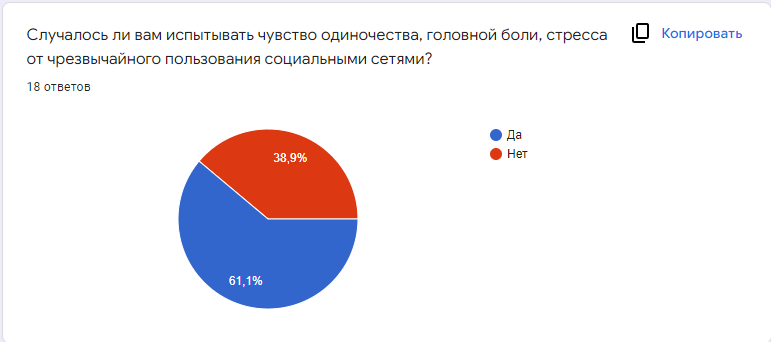 Случалось ли вам испытывать чувство одиночества, головной боли, стресса
от чрезвычайного пользования социальными сетями?
Копировать
18 ответов
Да
Нет
38,9%
61,1%